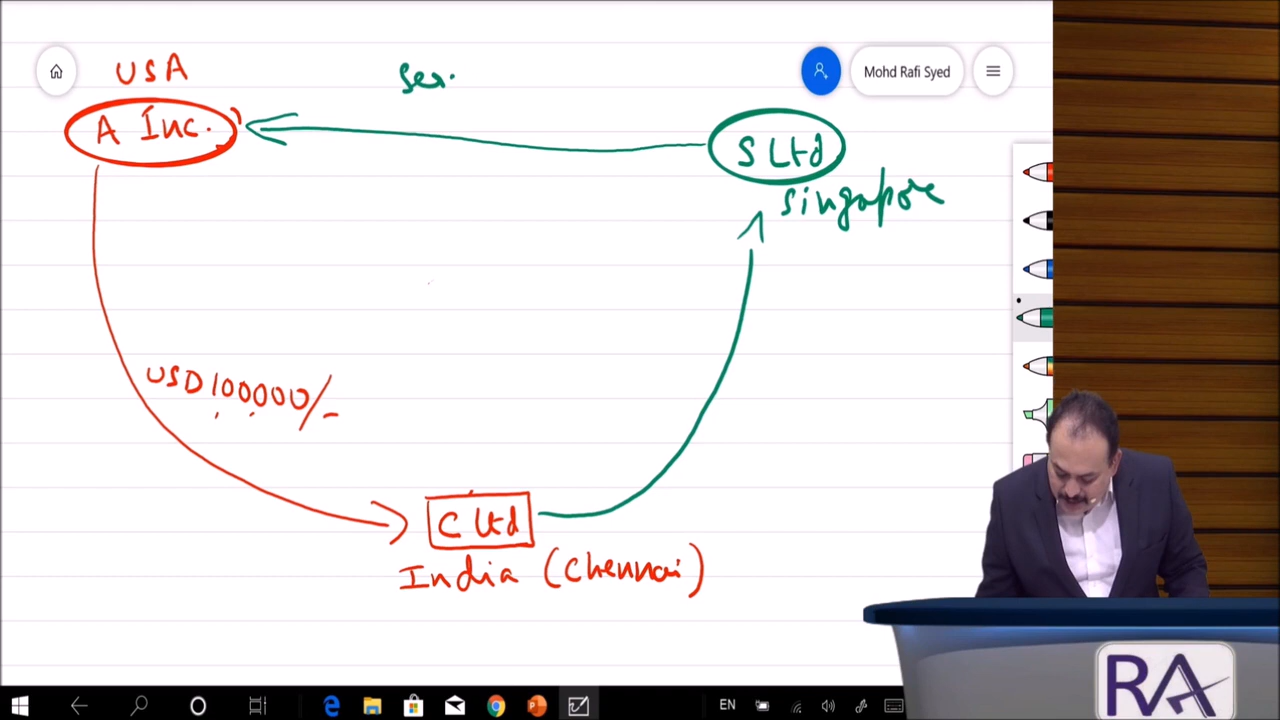 USA
A Inc.
Ser.
Mohd Rafi Syed
S Ltd
Singapore
USD 100000/-
C Ltd
India (Chennai)
RA
EN